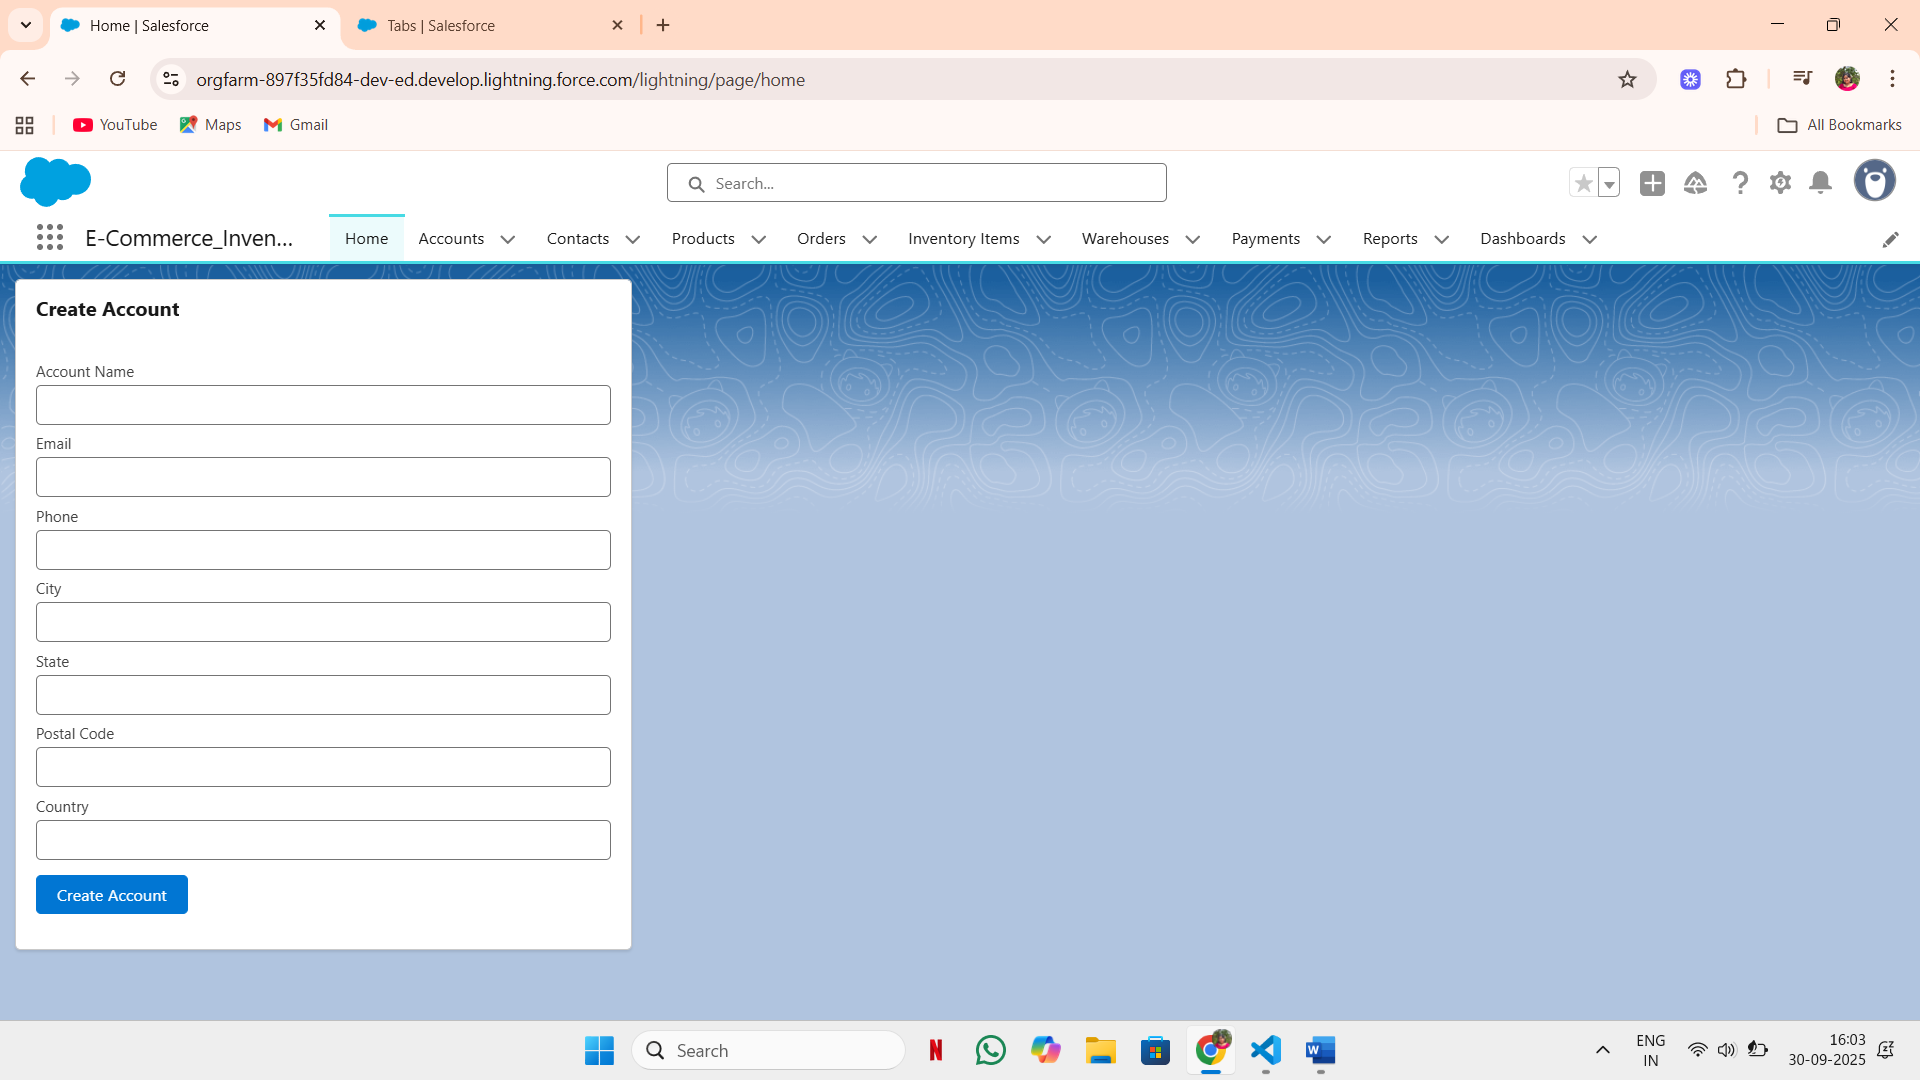 Home | Salesforce
Tabs | Salesforce
orgfarm-897f35fd84-dev-ed.develop.lightning.force.com/lightning/page/home
YouTube
Maps
Gmail
All Bookmarks
Search...
E-Commerce_Inven...
Home
Accounts
Contacts
Products
Orders
Inventory Items
Warehouses
Payments
Reports
Dashboards
Create Account
Account Name
Email
Phone
City
State
Postal Code
Country
Create Account
Search
ENG
IN
16:03
30-09-2025